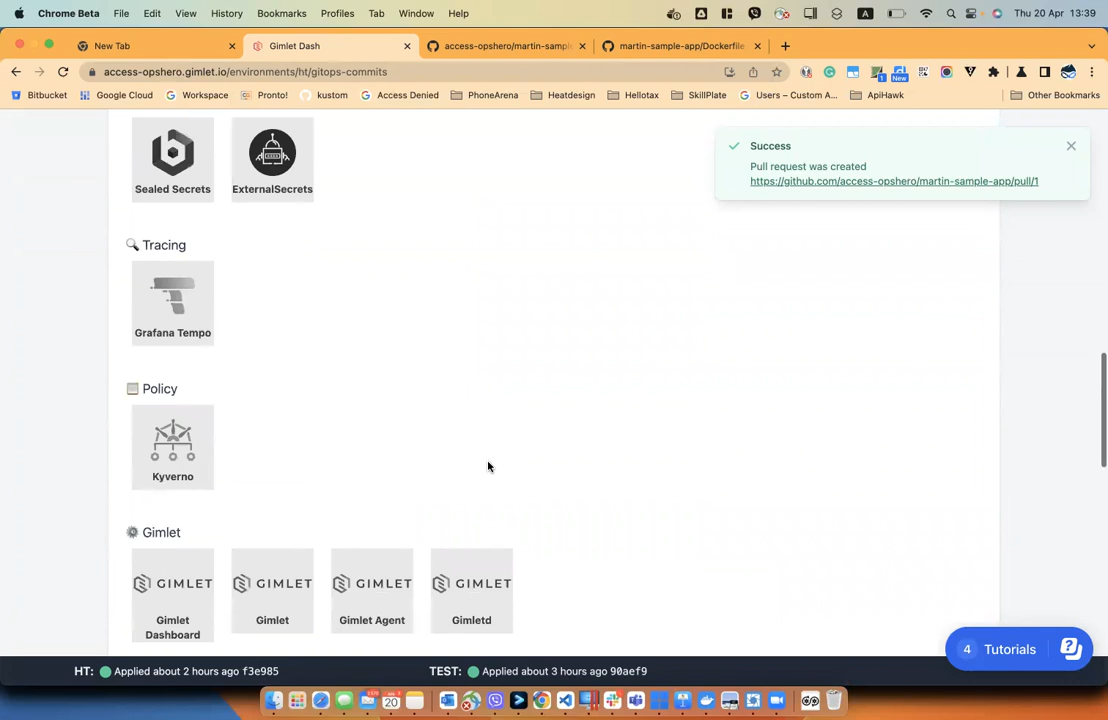 Chrome Beta File Edit View History Bookmarks Profiles Tab Window Help A Thu 20 Apr 13:39
New Tab Gimlet Dash access-opshero/martin-sampl martin-sample-app/Dockerfile
access-opshero.gimlet.io/environments/ht/gitops-commits
1 New
Bitbucket Google Cloud Workspace Pronto! kustom Access Denied PhoneArena Heatdesign Hellotax SkillPlate Users – Custom A... ApiHawk Other Bookmarks
Success
Pull request was created
https://github.com/access-opshero/martin-sample-app/pull/1
Sealed Secrets ExternalSecrets
Tracing
Grafana Tempo
Policy
Kyverno
Gimlet
GIMLET GIMLET GIMLET GIMLET
Gimlet Gimlet Gimlet Agent Gimletd
Dashboard
4 Tutorials
HT: Applied about 2 hours ago f3e985 TEST: Applied about 3 hours ago 90aef9